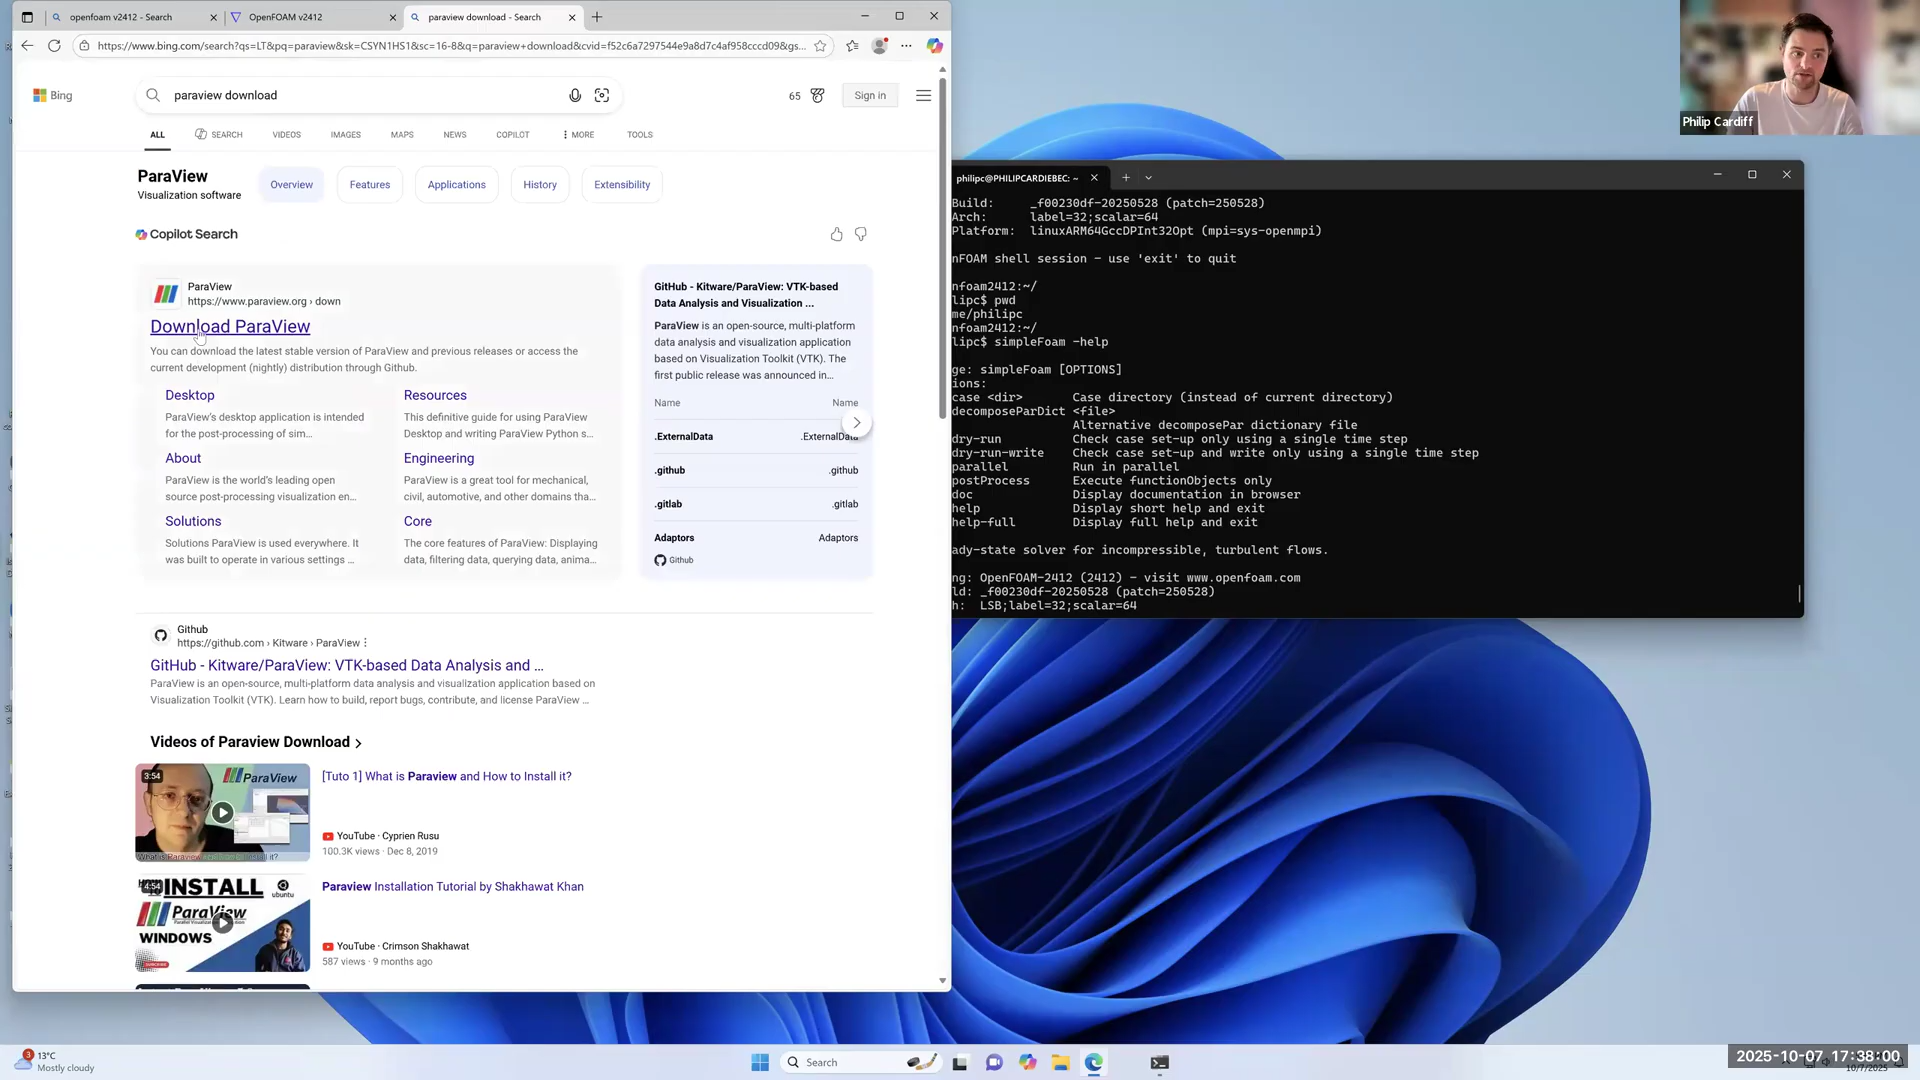 openfoam v2412 - Search
OpenFOAM v2412
paraview download - Search
https://www.bing.com/search?qs=LT&pq=paraview&sk=CSYN1HS1&sc=16-8&q=paraview+download&cvid=f52c6a7297544e9a8d7c4af958cccd09&gs...
Bing
paraview download
65
Sign in
ALL
SEARCH
VIDEOS
IMAGES
MAPS
NEWS
COPILOT
MORE
TOOLS
ParaView
Visualization software
Overview
Features
Applications
History
Extensibility
Copilot Search
ParaView
https://www.paraview.org › down
Download ParaView
You can download the latest stable version of ParaView and previous releases or access the
current development (nightly) distribution through Github.
Desktop
ParaView's desktop application is intended
for the post-processing of sim...
Resources
This definitive guide for using ParaView
Desktop and writing ParaView Python s...
About
ParaView is the world's leading open
source post-processing visualization en...
Engineering
ParaView is a great tool for mechanical,
civil, automotive, and other domains tha...
Solutions
Solutions ParaView is used everywhere. It
was built to operate in various settings ...
Core
The core features of ParaView: Displaying
data, filtering data, querying data, anima...
GitHub - Kitware/ParaView: VTK-based
Data Analysis and Visualization ...
ParaView is an open-source, multi-platform
data analysis and visualization application
based on Visualization Toolkit (VTK). The
first public release was announced in...
Name Name
.ExternalData .ExternalData
.github .github
.gitlab .gitlab
Adaptors Adaptors
Github
Github
https://github.com › Kitware › ParaView
GitHub - Kitware/ParaView: VTK-based Data Analysis and ...
ParaView is an open-source, multi-platform data analysis and visualization application based on
Visualization Toolkit (VTK). Learn how to build, report bugs, contribute, and license ParaView ...
Videos of Paraview Download
3:54
ParaView
What is Paraview and How to Install it?
[Tuto 1] What is Paraview and How to Install it?
YouTube · Cyprien Rusu
100.3K views · Dec 8, 2019
4:54
INSTALL
ubuntu
ParaView
WINDOWS
Paraview Installation Tutorial by Shakhawat Khan
YouTube · Crimson Shakhawat
587 views · 9 months ago
philipc@PHILIPCARDIEBEC: ~
Build: _f00230df-20250528 (patch=250528)
Arch: label=32;scalar=64
Platform: linuxARM64GccDPInt32Opt (mpi=sys-openmpi)
nFOAM shell session - use 'exit' to quit
nfoam2412:~/
lipc$ pwd
me/philipc
nfoam2412:~/
lipc$ simpleFoam -help
ge: simpleFoam [OPTIONS]
ions:
case <dir> Case directory (instead of current directory)
decomposeParDict <file>
Alternative decomposePar dictionary file
dry-run Check case set-up only using a single time step
dry-run-write Check case set-up and write only using a single time step
parallel Run in parallel
postProcess Execute functionObjects only
doc Display documentation in browser
help Display short help and exit
help-full Display full help and exit
ady-state solver for incompressible, turbulent flows.
ng: OpenFOAM-2412 (2412) - visit www.openfoam.com
ld: _f00230df-20250528 (patch=250528)
h: LSB;label=32;scalar=64
Philip Cardiff
3
13°C
Mostly cloudy
Search
2025-10-07 17:38:00
10/7/2025